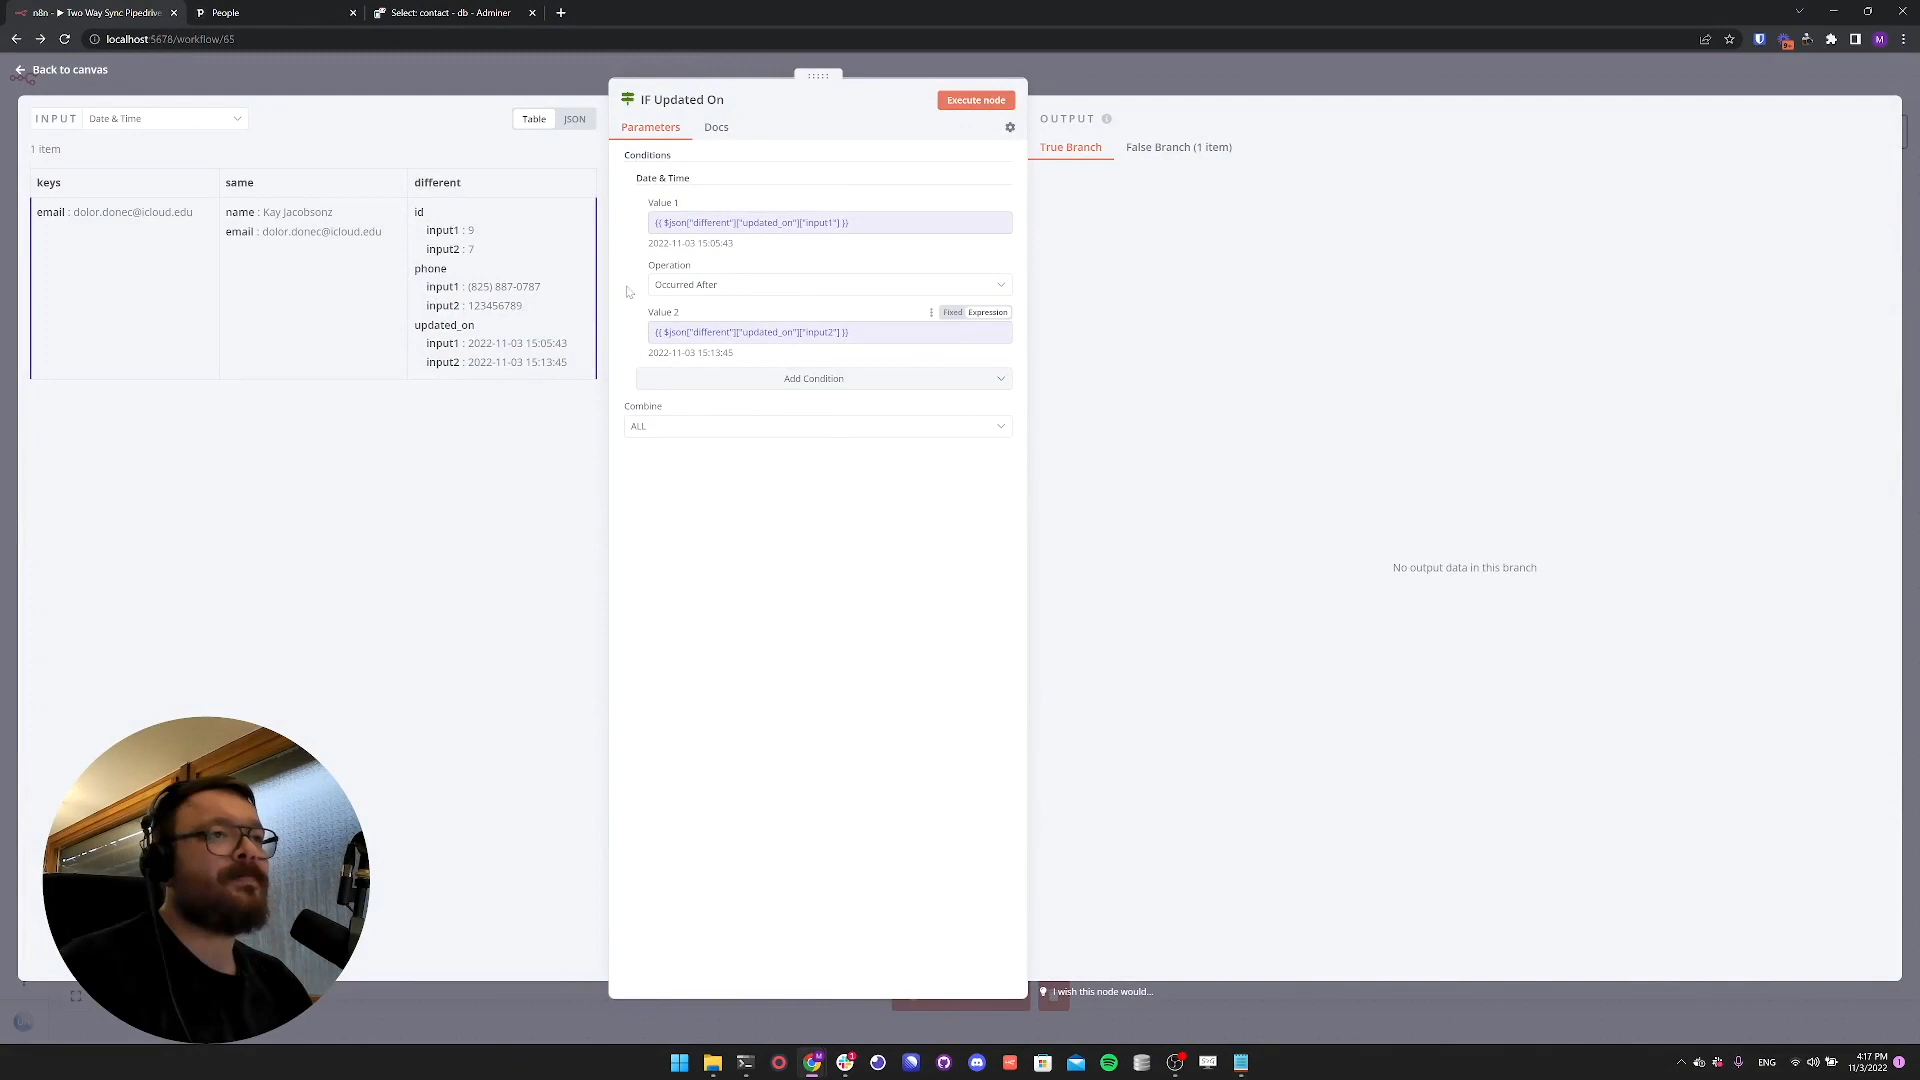 n8n - ▶ Two Way Sync Pipedrive
People
Select: contact - db - Adminer
localhost:5678/workflow/65
Back to canvas
INPUT Date & Time
Table JSON
1 item
keys same different
email : dolor.donec@icloud.edu
name : Kay Jacobsonz
email : dolor.donec@icloud.edu
id
input1 : 9
input2 : 7
phone
input1 : (825) 887-0787
input2 : 123456789
updated_on
input1 : 2022-11-03 15:05:43
input2 : 2022-11-03 15:13:45
IF Updated On
Execute node
Parameters Docs
Conditions
Date & Time
Value 1
{{ $json["different"]["updated_on"]["input1"] }}
2022-11-03 15:05:43
Operation
Occurred After
Value 2
Fixed Expression
{{ $json["different"]["updated_on"]["input2"] }}
2022-11-03 15:13:45
Add Condition
Combine
ALL
OUTPUT
True Branch False Branch (1 item)
No output data in this branch
I wish this node would...
ENG
4:17 PM
11/3/2022